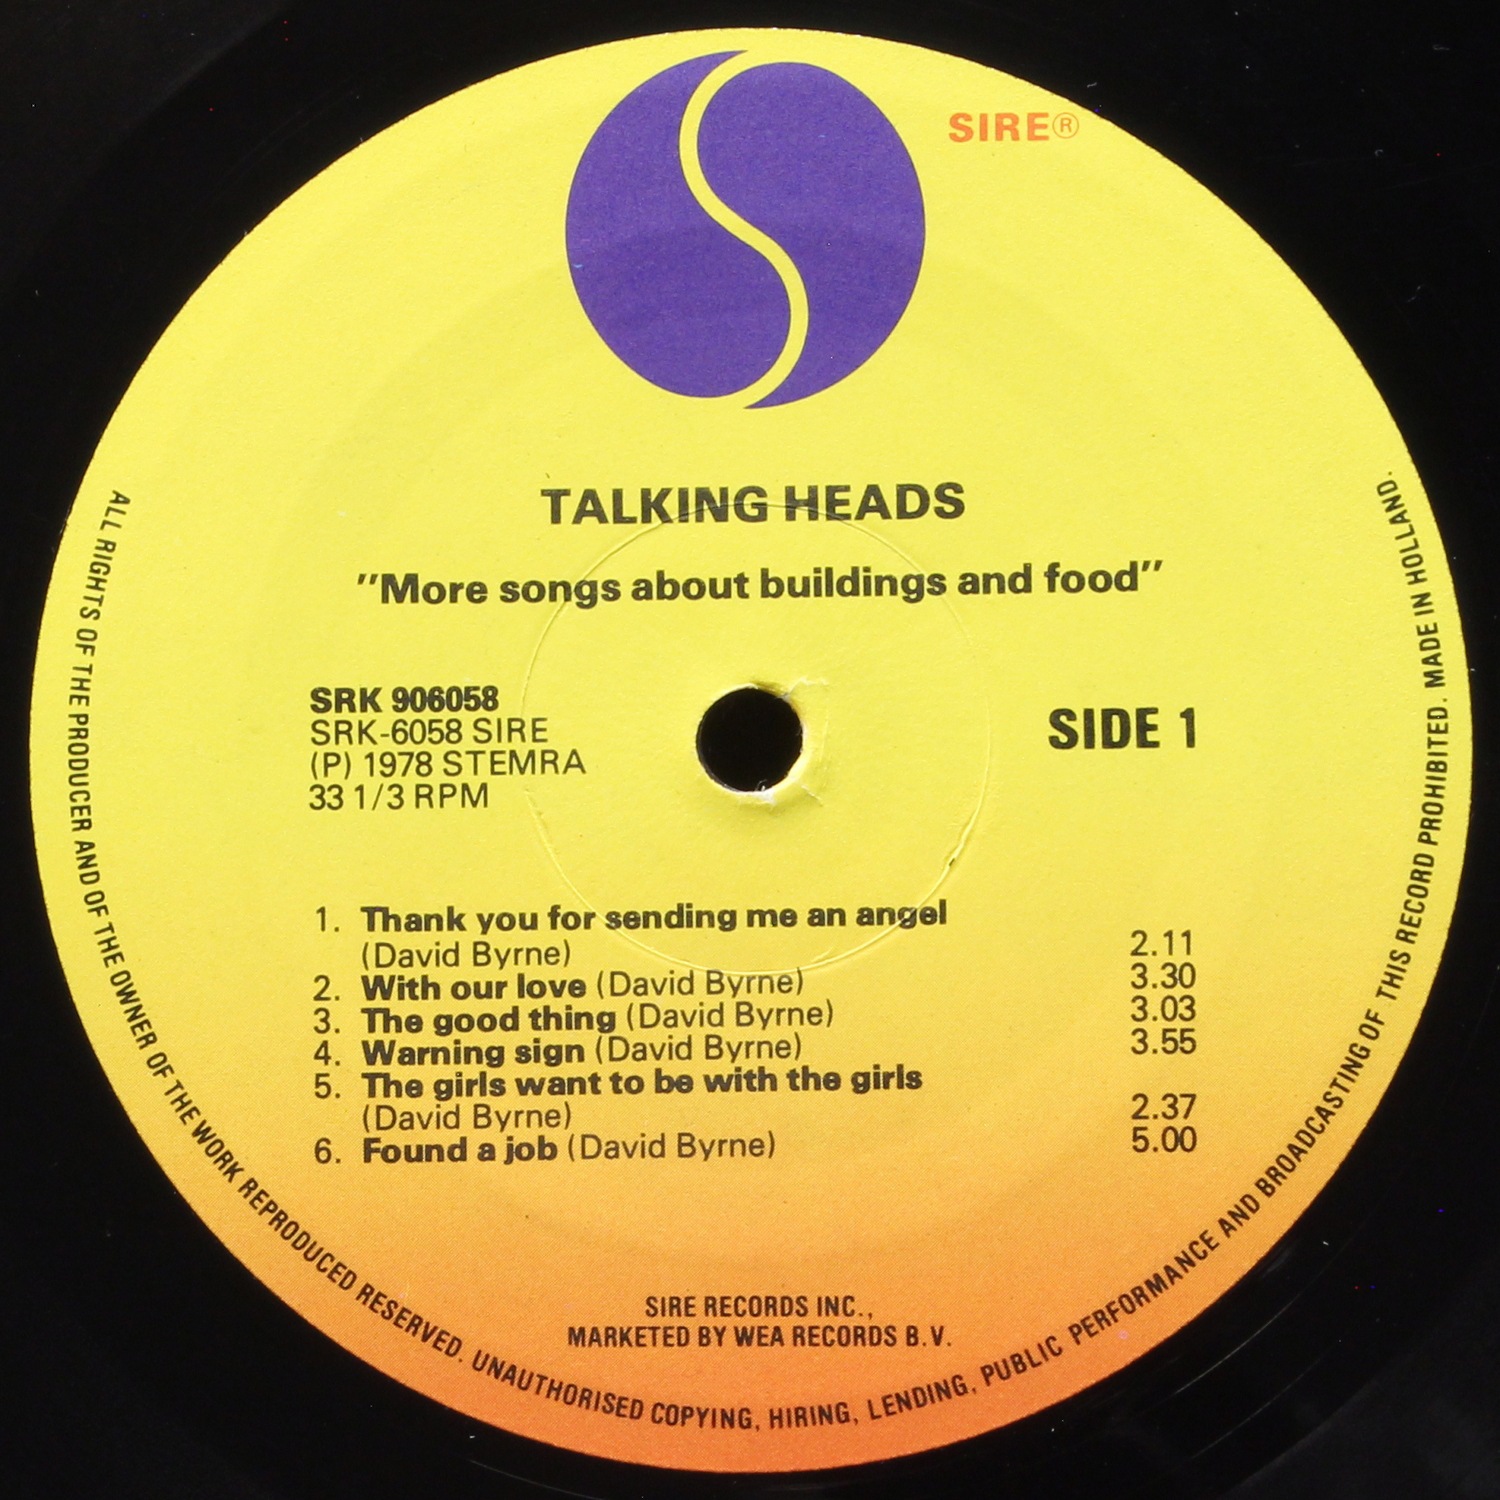 SIRE®
TALKING HEADS
"More songs about buildings and food"
SRK 906058
SRK-6058 SIRE
(P) 1978 STEMRA
33 1/3 RPM
SIDE 1
1. Thank you for sending me an angel
(David Byrne) 2.11
2. With our love (David Byrne) 3.30
3. The good thing (David Byrne) 3.03
4. Warning sign (David Byrne) 3.55
5. The girls want to be with the girls
(David Byrne) 2.37
6. Found a job (David Byrne) 5.00
SIRE RECORDS INC.,
MARKETED BY WEA RECORDS B.V.
ALL RIGHTS OF THE PRODUCER AND OF THE OWNER OF THE WORK REPRODUCED RESERVED. UNAUTHORISED COPYING, HIRING, LENDING, PUBLIC PERFORMANCE AND BROADCASTING OF THIS RECORD PROHIBITED. MADE IN HOLLAND.